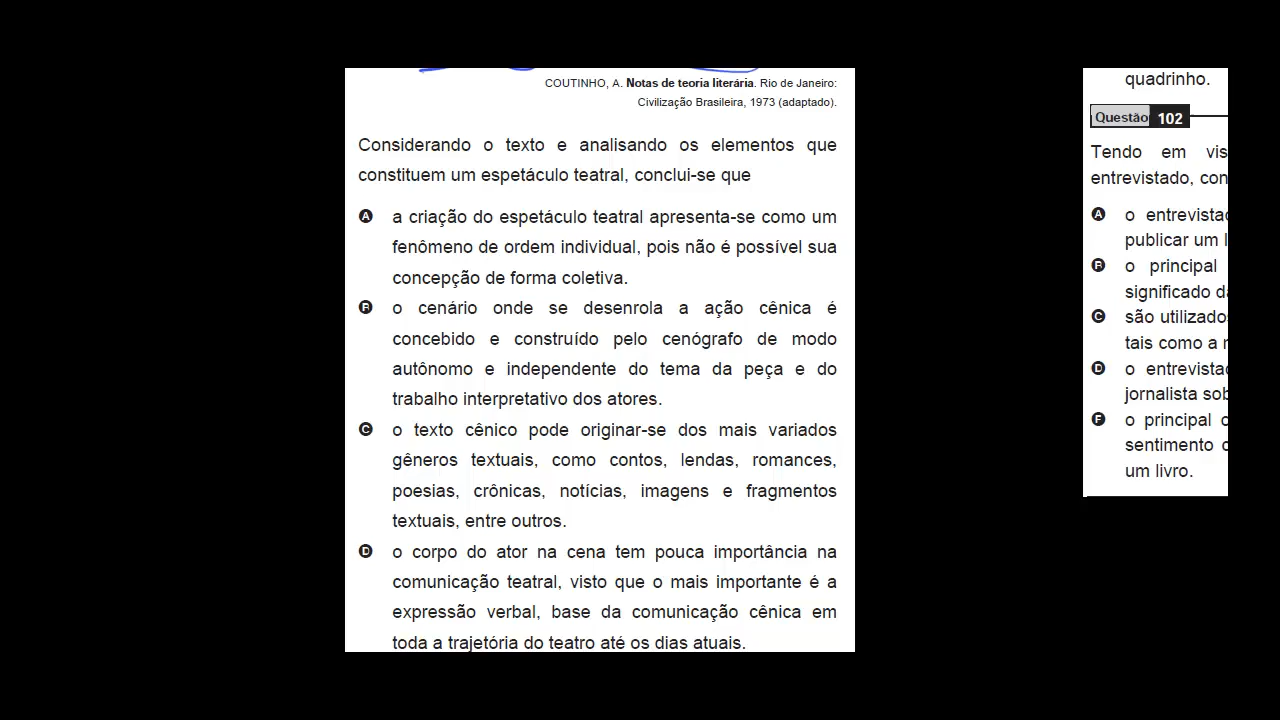 COUTINHO, A. Notas de teoria literária. Rio de Janeiro:
Civilização Brasileira, 1973 (adaptado).
Considerando o texto e analisando os elementos que
constituem um espetáculo teatral, conclui-se que
A a criação do espetáculo teatral apresenta-se como um
fenômeno de ordem individual, pois não é possível sua
concepção de forma coletiva.
B o cenário onde se desenrola a ação cênica é
concebido e construído pelo cenógrafo de modo
autônomo e independente do tema da peça e do
trabalho interpretativo dos atores.
C o texto cênico pode originar-se dos mais variados
gêneros textuais, como contos, lendas, romances,
poesias, crônicas, notícias, imagens e fragmentos
textuais, entre outros.
D o corpo do ator na cena tem pouca importância na
comunicação teatral, visto que o mais importante é a
expressão verbal, base da comunicação cênica em
toda a trajetória do teatro até os dias atuais.
quadrinho.
Questão 102
Tendo em vis
entrevistado, con
A o entrevistad
publicar um l
B o principal
significado da
C são utilizados
tais como a
D o entrevistad
jornalista sob
E o principal
sentimento
um livro.